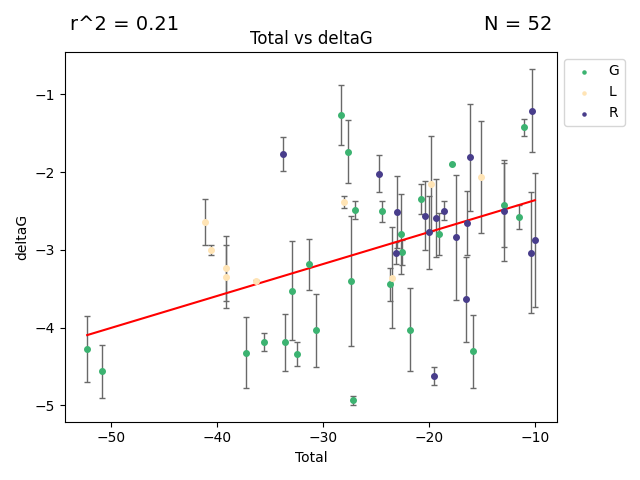 r^2 = 0.21
N = 52
Total vs deltaG
G
L
R
−1
−2
−3
−4
−5
deltaG
−50
−40
−30
−20
−10
Total